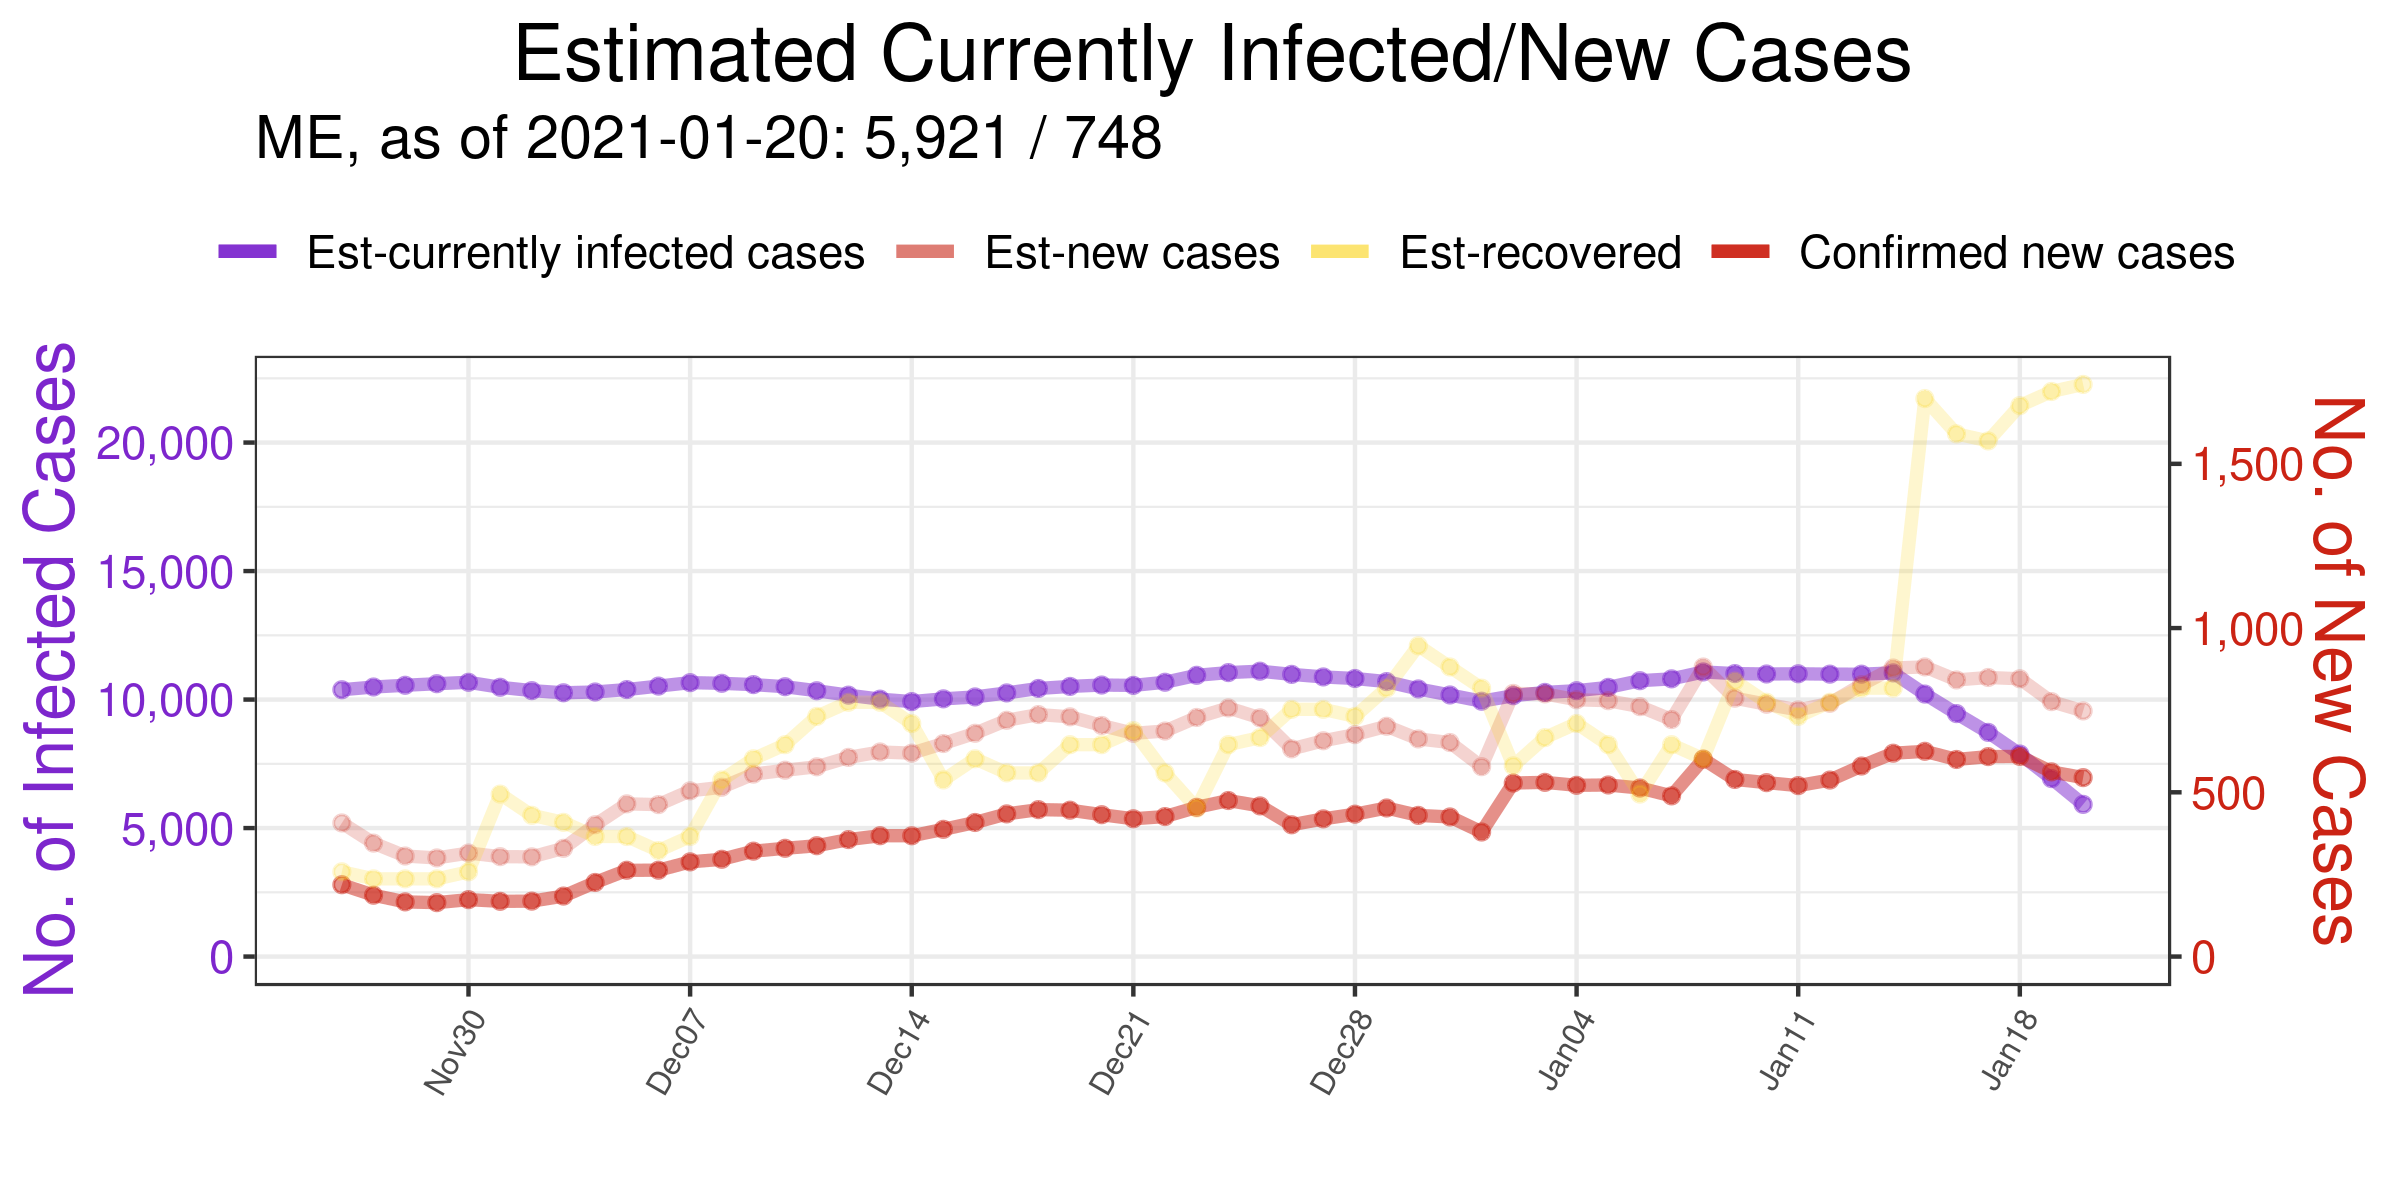 Estimated Currently Infected/New Cases
ME, as of 2021-01-20: 5,921 / 748
Est-currently infected cases
Est-new cases
Est-recovered
Confirmed new cases
No. of Infected Cases
20,000
15,000
10,000
5,000
0
1,500
1,000
500
0
No. of New Cases
Nov30
Dec07
Dec14
Dec21
Dec28
Jan04
Jan11
Jan18